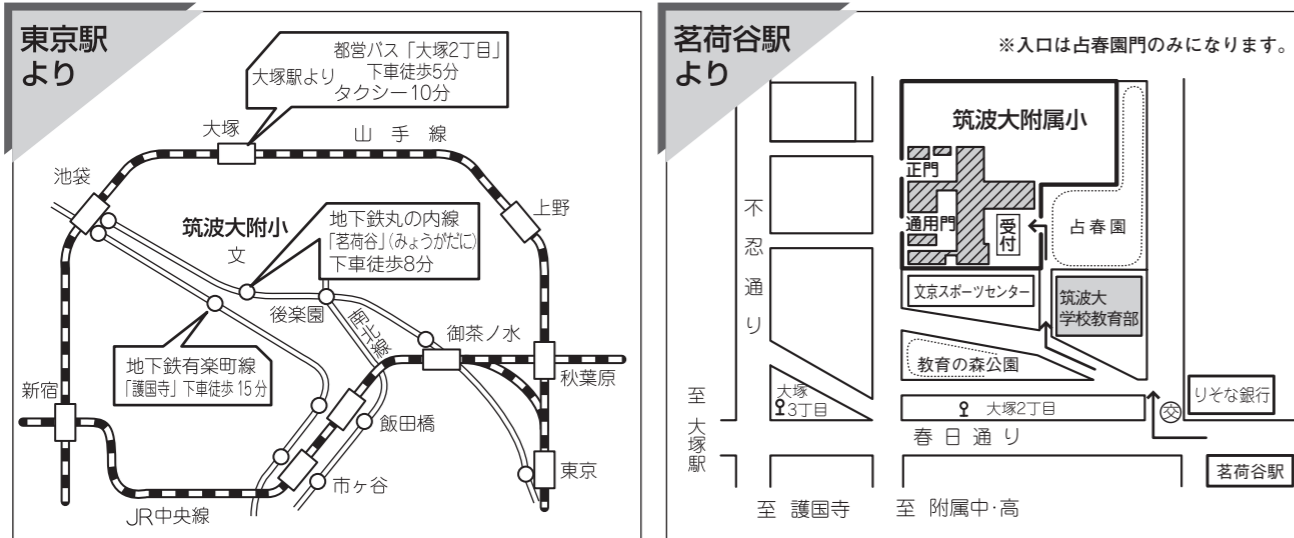 東京駅
より
都営バス「大塚2丁目」
下車徒歩5分
大塚駅より
タクシー10分
大塚
山手線
池袋
上野
筑波大附小
文
地下鉄丸の内線
「茗荷谷」(みょうがだに)
下車徒歩8分
後楽園
南北線
御茶ノ水
地下鉄有楽町線
「護国寺」下車徒歩15分
新宿
秋葉原
飯田橋
市ヶ谷
東京
JR中央線
茗荷谷駅
より
※入口は占春園門のみになります。
筑波大附属小
正門
通用門
受付
占春園
不忍通り
文京スポーツセンター
筑波大
学校教育部
教育の森公園
大塚
3丁目
大塚2丁目
交
りそな銀行
春日通り
至 大塚駅
茗荷谷駅
至 護国寺
至 附属中・高